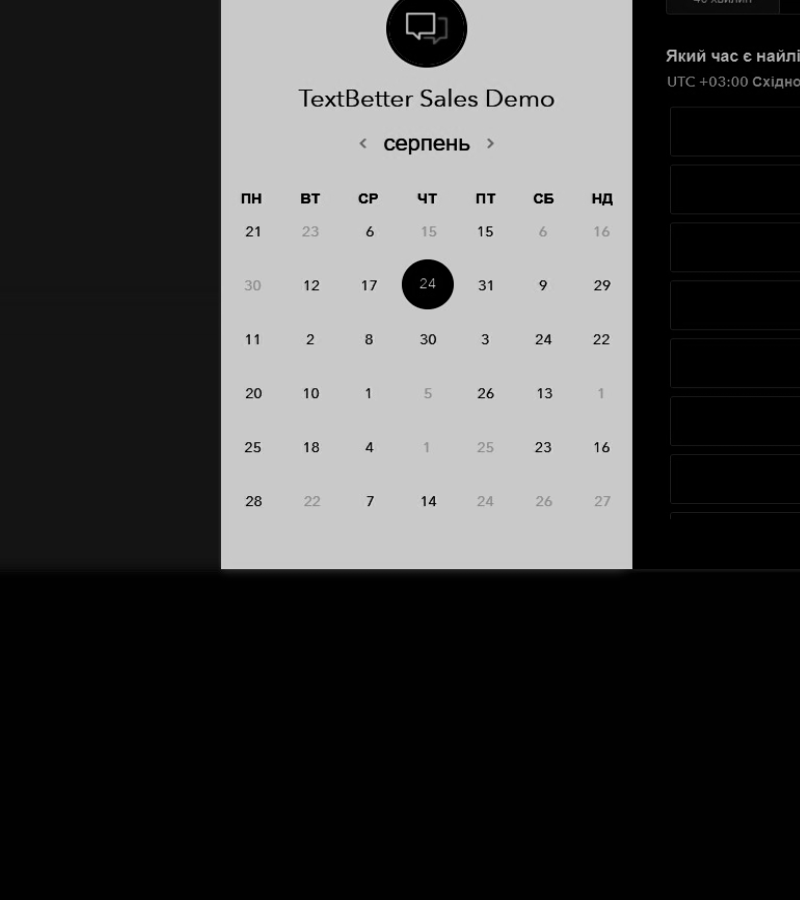 TextBetter Sales Demo
< серпень >
ПН ВТ СР ЧТ ПТ СБ НД
21 23 6 15 15 6 16
30 12 17 24 31 9 29
11 2 8 30 3 24 22
20 10 1 5 26 13 1
25 18 4 1 25 23 16
28 22 7 14 24 26 27
Який час є найлі
UTC +03:00 Східно